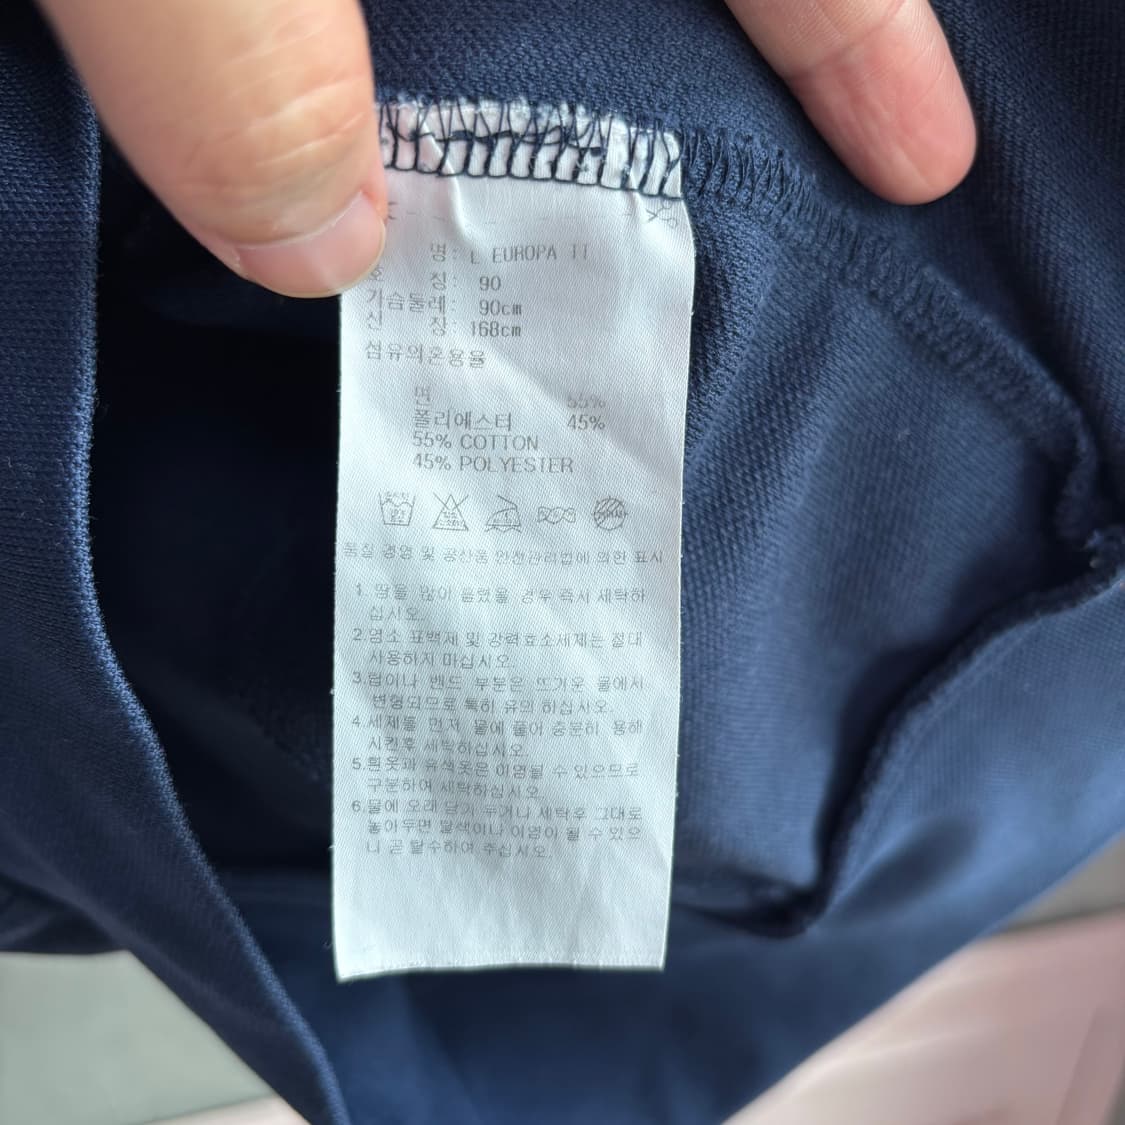 명: L EUROPA II
호 칭: 90
가슴둘레: 90cm
신 장: 168cm
섬유의혼용율
면 55%
폴리에스터 45%
55% COTTON
45% POLYESTER
품질 경영 및 공산품 안전관리법에 의한 표시
1. 땀을 많이 흘렸을 경우 즉시 세탁하
십시오.
2.염소 표백제 및 강력효소세제는 절대
사용하지 마십시오.
3.덤이나 밴드 부분은 뜨거운 물에서
변형되므로 특히 유의 하십시오.
4.세제를 먼저 물에 풀어 충분히 용해
시킨후 세탁하십시오.
5.흰옷과 유색옷은 이염될 수 있으므로
구분하여 세탁하십시오.
6.물에 오래 담가 두거나 세탁후 그대로
놓아두면 탈색이나 이염이 될 수 있으
니 곧 탈수하여 주십시오.